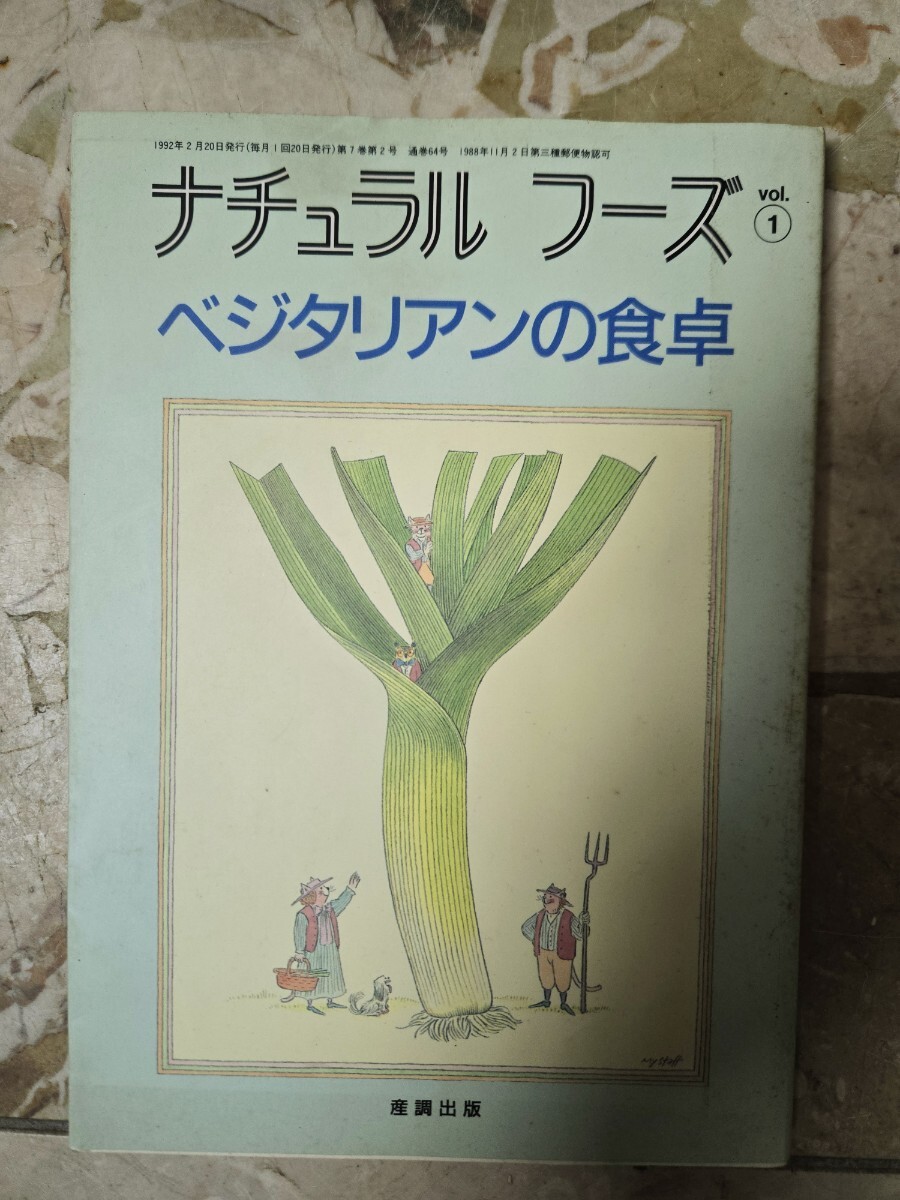 1992年2月20日発行(毎月1回20日発行)第7巻第2号 通巻64号 1988年11月2日第三種郵便物認可
ナチュラル フーズ vol. ①
ベジタリアンの食卓
産調出版